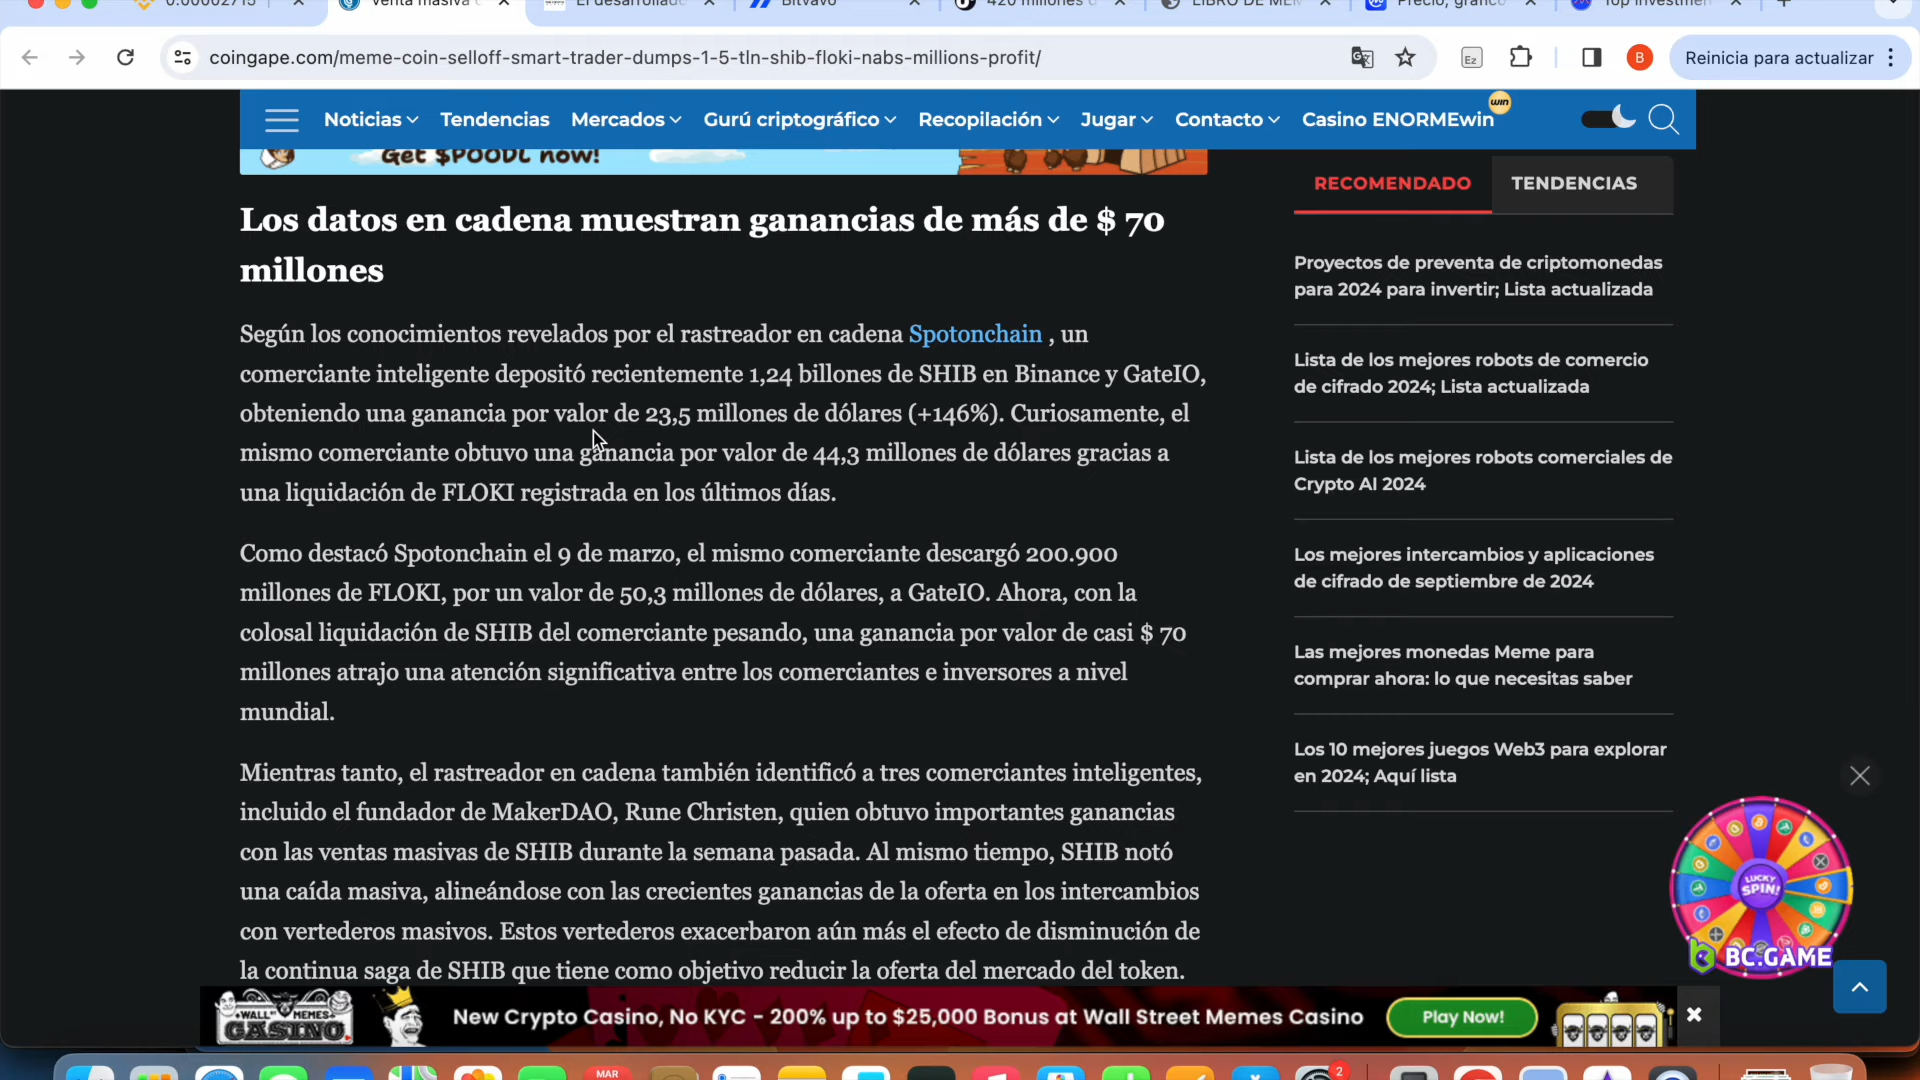 0.00002715
Venta masiva
El desarrollado
Bitvavo
420 millones d
LIBRO DE MEM
Precio, gráfico
Top Investmen
coingape.com/meme-coin-selloff-smart-trader-dumps-1-5-tln-shib-floki-nabs-millions-profit/
Ez
B
Reinicia para actualizar
Noticias
Tendencias
Mercados
Gurú criptográfico
Recopilación
Jugar
Contacto
Casino ENORMEwin
win
Get $POODL now!
RECOMENDADO
TENDENCIAS
Los datos en cadena muestran ganancias de más de $ 70
millones
Según los conocimientos revelados por el rastreador en cadena Spotonchain , un
comerciante inteligente depositó recientemente 1,24 billones de SHIB en Binance y GateIO,
obteniendo una ganancia por valor de 23,5 millones de dólares (+146%). Curiosamente, el
mismo comerciante obtuvo una ganancia por valor de 44,3 millones de dólares gracias a
una liquidación de FLOKI registrada en los últimos días.
Como destacó Spotonchain el 9 de marzo, el mismo comerciante descargó 200.900
millones de FLOKI, por un valor de 50,3 millones de dólares, a GateIO. Ahora, con la
colosal liquidación de SHIB del comerciante pesando, una ganancia por valor de casi $ 70
millones atrajo una atención significativa entre los comerciantes e inversores a nivel
mundial.
Mientras tanto, el rastreador en cadena también identificó a tres comerciantes inteligentes,
incluido el fundador de MakerDAO, Rune Christen, quien obtuvo importantes ganancias
con las ventas masivas de SHIB durante la semana pasada. Al mismo tiempo, SHIB notó
una caída masiva, alineándose con las crecientes ganancias de la oferta en los intercambios
con vertederos masivos. Estos vertederos exacerbaron aún más el efecto de disminución de
la continua saga de SHIB que tiene como objetivo reducir la oferta del mercado del token.
Proyectos de preventa de criptomonedas
para 2024 para invertir; Lista actualizada
Lista de los mejores robots de comercio
de cifrado 2024; Lista actualizada
Lista de los mejores robots comerciales de
Crypto AI 2024
Los mejores intercambios y aplicaciones
de cifrado de septiembre de 2024
Las mejores monedas Meme para
comprar ahora: lo que necesitas saber
Los 10 mejores juegos Web3 para explorar
en 2024; Aquí lista
LUCKY
SPIN!
BC.GAME
WALL ST MEMES
CASINO
New Crypto Casino, No KYC - 200% up to $25,000 Bonus at Wall Street Memes Casino
Play Now!
MAR
2